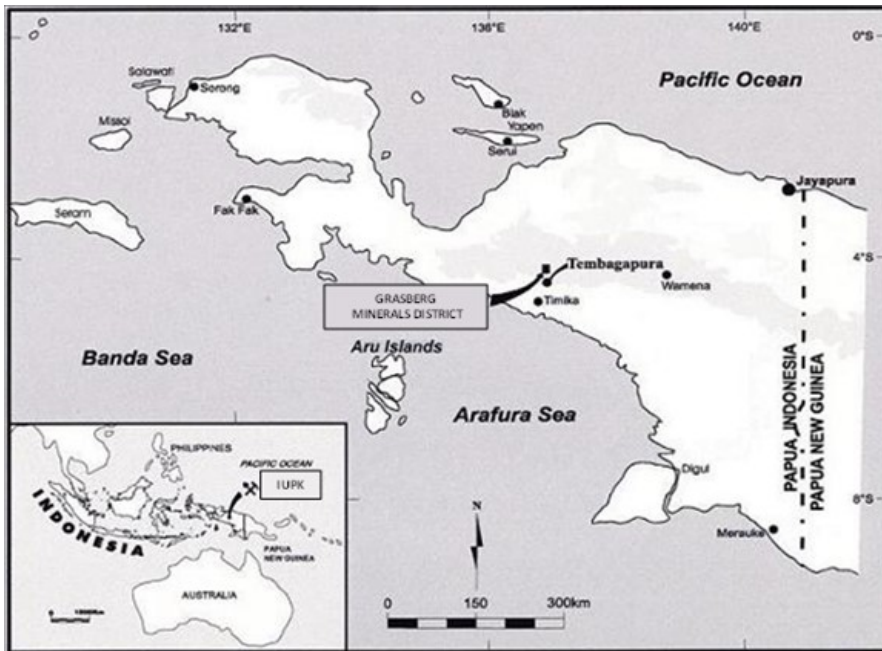 132°E
136°E
140°E
0°S
Pacific Ocean
Salawati
Sorong
Missol
Biak
Yapen
Serui
Jayapura
Fak Fak
Seram
4°S
Tembagapura
Wamena
GRASBERG
MINERALS DISTRICT
Timika
Banda Sea
Aru Islands
Arafura Sea
PAPUA, INDONESIA
PAPUA NEW GUINEA
Digul
8°S
Merauke
N
0 150 300km
PHILIPPINES
PACIFIC OCEAN
IUPK
INDONESIA
PAPUA
NEW GUINEA
AUSTRALIA
0